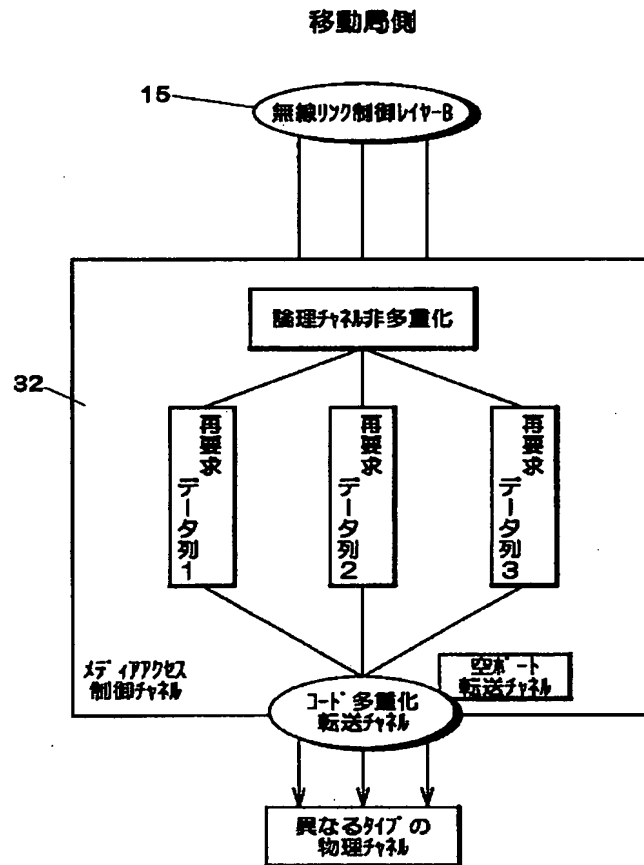 移動局側
15
無線リンク制御レイヤーB
論理チャネル非多重化
32
再要求
データ列1
再要求
データ列2
再要求
データ列3
メディアアクセス
制御チャネル
空ポート
転送チャネル
コード多重化
転送チャネル
異なるタイプの
物理チャネル